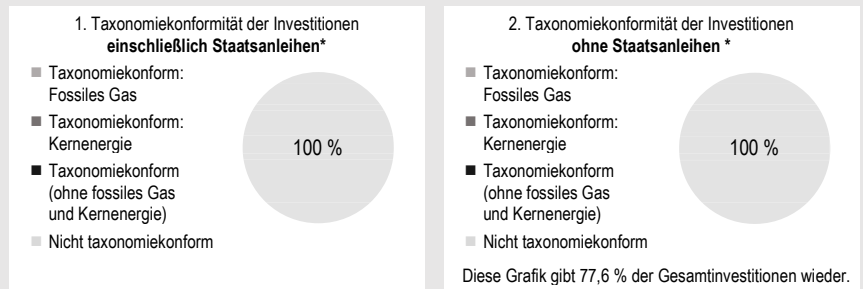 1. Taxonomiekonformität der Investitionen
einschließlich Staatsanleihen*
Taxonomiekonform:
Fossiles Gas
Taxonomiekonform:
Kernenergie
Taxonomiekonform
(ohne fossiles Gas
und Kernenergie)
Nicht taxonomiekonform
100 %
2. Taxonomiekonformität der Investitionen
ohne Staatsanleihen *
Taxonomiekonform:
Fossiles Gas
Taxonomiekonform:
Kernenergie
Taxonomiekonform
(ohne fossiles Gas
und Kernenergie)
Nicht taxonomiekonform
100 %
Diese Grafik gibt 77,6 % der Gesamtinvestitionen wieder.